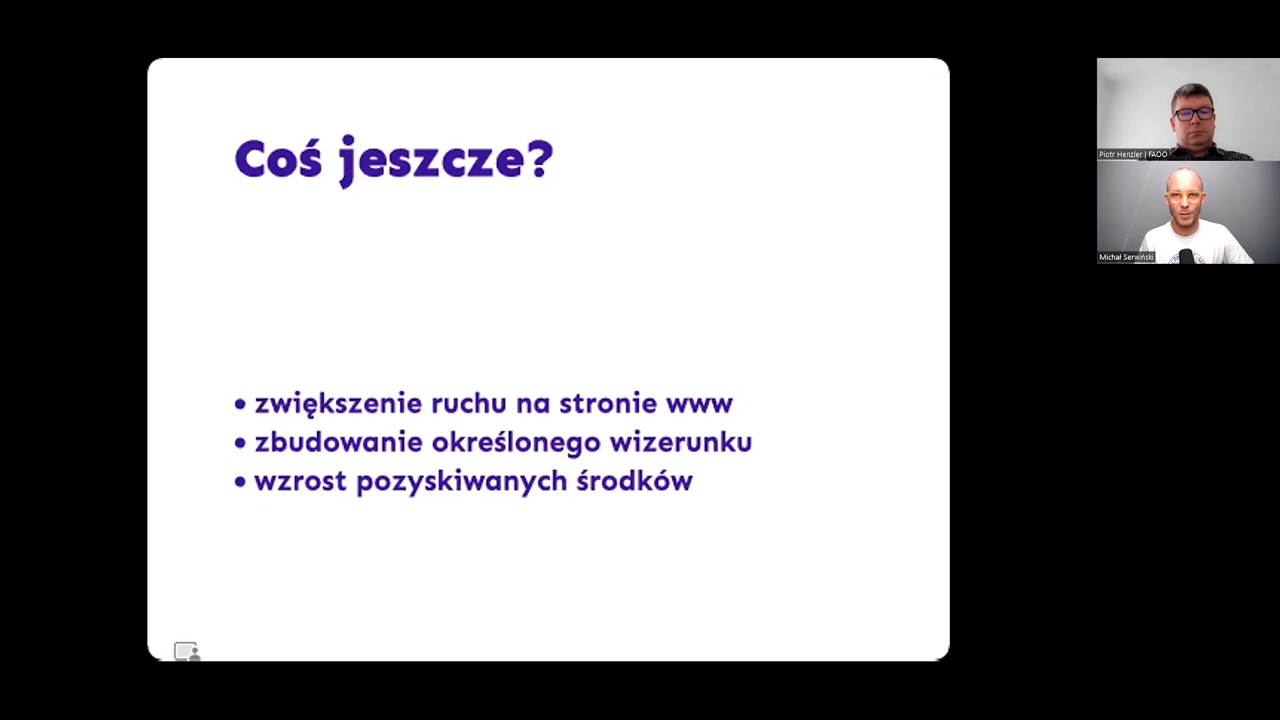 Coś jeszcze?
• zwiększenie ruchu na stronie www
• zbudowanie określonego wizerunku
• wzrost pozyskiwanych środków
Piotr Henzler | FAOO
Michał Serwiński